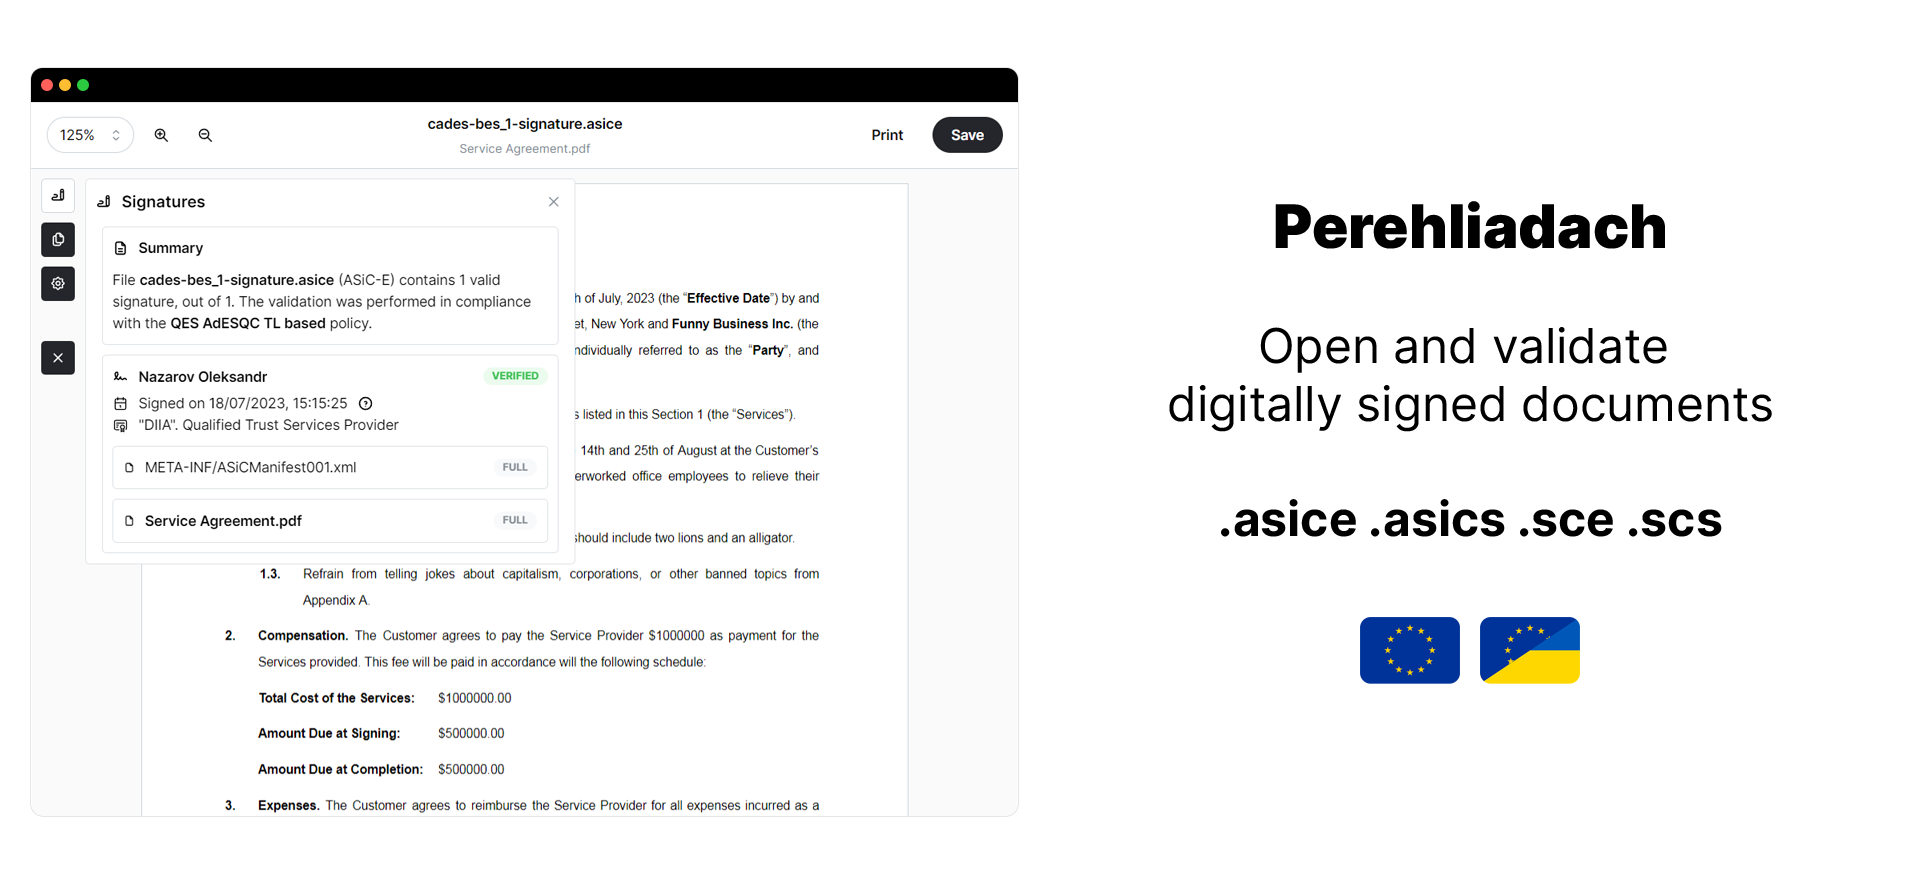 125%
cades-bes_1-signature.asice
Service Agreement.pdf
Print
Save
Signatures
Summary
File cades-bes_1-signature.asice (ASiC-E) contains 1 valid
signature, out of 1. The validation was performed in compliance
with the QES AdESQC TL based policy.
Nazarov Oleksandr
VERIFIED
Signed on 18/07/2023, 15:15:25
"DIIA". Qualified Trust Services Provider
META-INF/ASiCManifest001.xml
FULL
Service Agreement.pdf
FULL
h of July, 2023 (the “Effective Date”) by and
et, New York and Funny Business Inc. (the
ndividually referred to as the “Party”, and
s listed in this Section 1 (the “Services”).
14th and 25th of August at the Customer’s
erworked office employees to relieve their
should include two lions and an alligator.
1.3. Refrain from telling jokes about capitalism, corporations, or other banned topics from
Appendix A.
2. Compensation. The Customer agrees to pay the Service Provider $1000000 as payment for the
Services provided. This fee will be paid in accordance will the following schedule:
Total Cost of the Services: $1000000.00
Amount Due at Signing: $500000.00
Amount Due at Completion: $500000.00
3. Expenses. The Customer agrees to reimburse the Service Provider for all expenses incurred as a
Perehliadach
Open and validate
digitally signed documents
.asice .asics .sce .scs